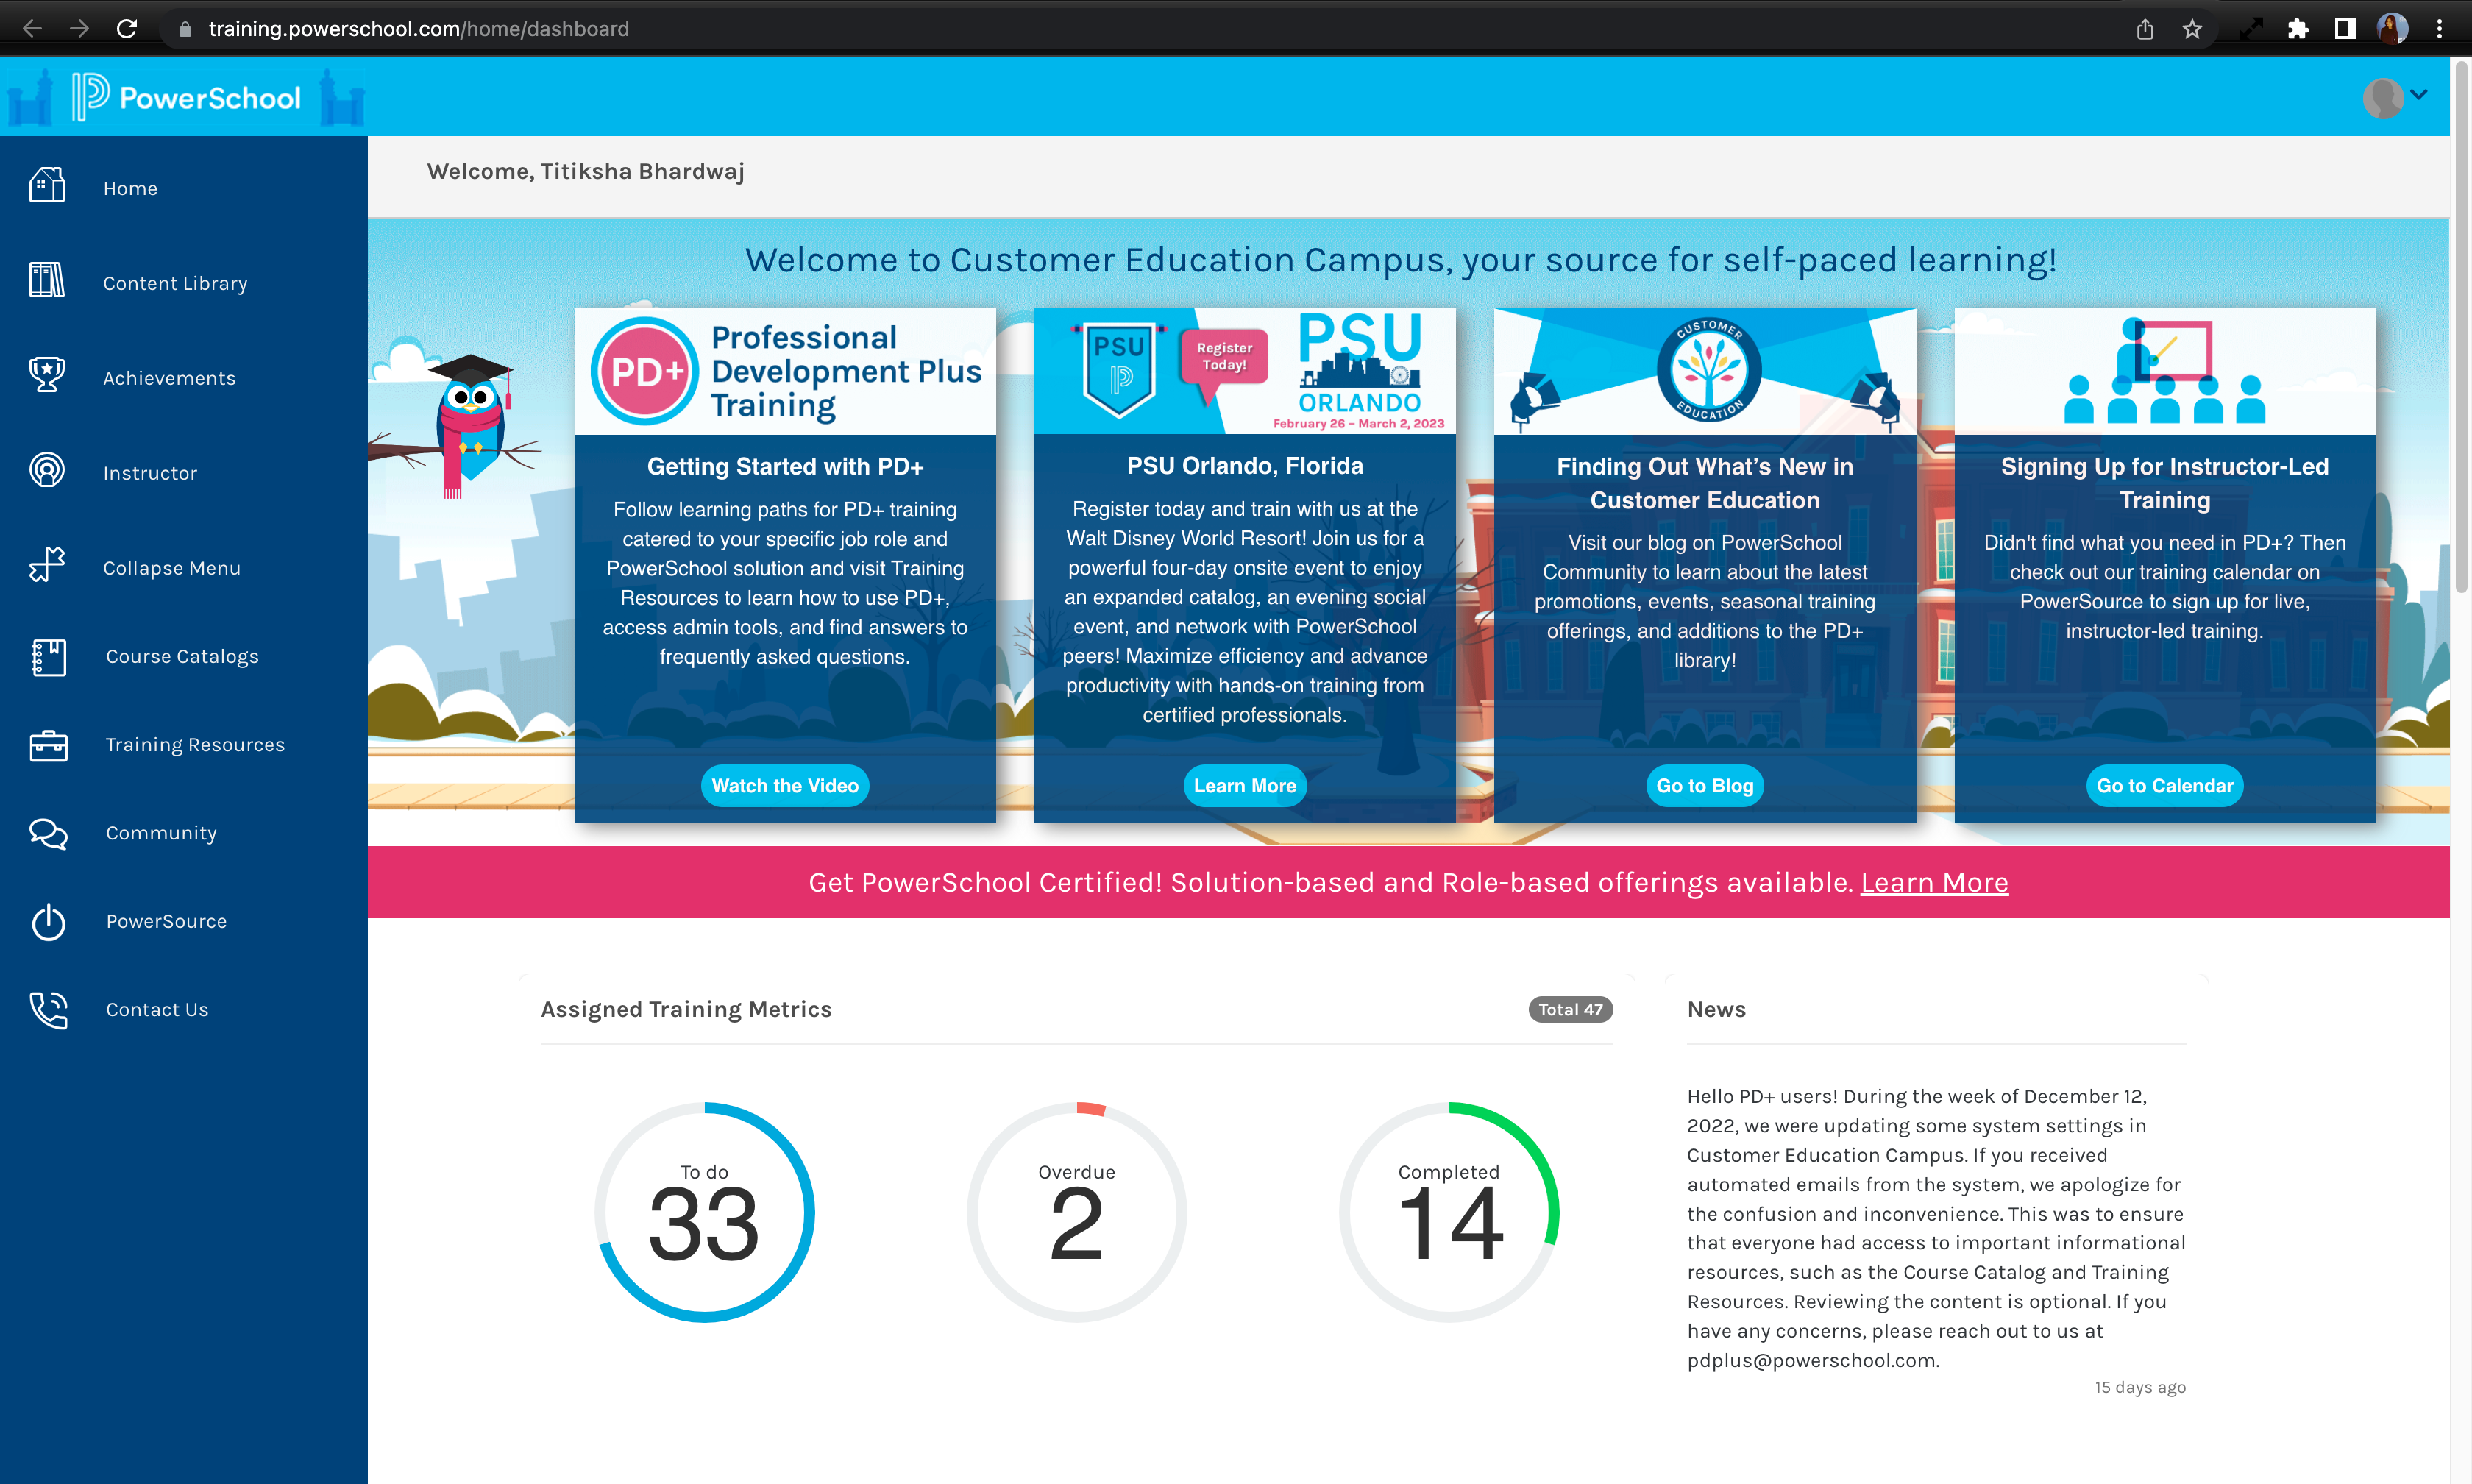 training.powerschool.com/home/dashboard
PowerSchool
Welcome, Titiksha Bhardwaj
Home
Content Library
Achievements
Instructor
Collapse Menu
Course Catalogs
Training Resources
Community
PowerSource
Contact Us
Welcome to Customer Education Campus, your source for self-paced learning!
PD+
Professional
Development Plus
Training
Getting Started with PD+
Follow learning paths for PD+ training
catered to your specific job role and
PowerSchool solution and visit Training
Resources to learn how to use PD+,
access admin tools, and find answers to
frequently asked questions.
Watch the Video
PSU
Register
Today!
PSU
ORLANDO
February 26 – March 2, 2023
PSU Orlando, Florida
Register today and train with us at the
Walt Disney World Resort! Join us for a
powerful four-day onsite event to enjoy
an expanded catalog, an evening social
event, and network with PowerSchool
peers! Maximize efficiency and advance
productivity with hands-on training from
certified professionals.
Learn More
CUSTOMER
EDUCATION
Finding Out What's New in
Customer Education
Visit our blog on PowerSchool
Community to learn about the latest
promotions, events, seasonal training
offerings, and additions to the PD+
library!
Go to Blog
Signing Up for Instructor-Led
Training
Didn't find what you need in PD+? Then
check out our training calendar on
PowerSource to sign up for live,
instructor-led training.
Go to Calendar
Get PowerSchool Certified! Solution-based and Role-based offerings available. Learn More
Assigned Training Metrics
Total 47
To do
33
Overdue
2
Completed
14
News
Hello PD+ users! During the week of December 12,
2022, we were updating some system settings in
Customer Education Campus. If you received
automated emails from the system, we apologize for
the confusion and inconvenience. This was to ensure
that everyone had access to important informational
resources, such as the Course Catalog and Training
Resources. Reviewing the content is optional. If you
have any concerns, please reach out to us at
pdplus@powerschool.com.
15 days ago